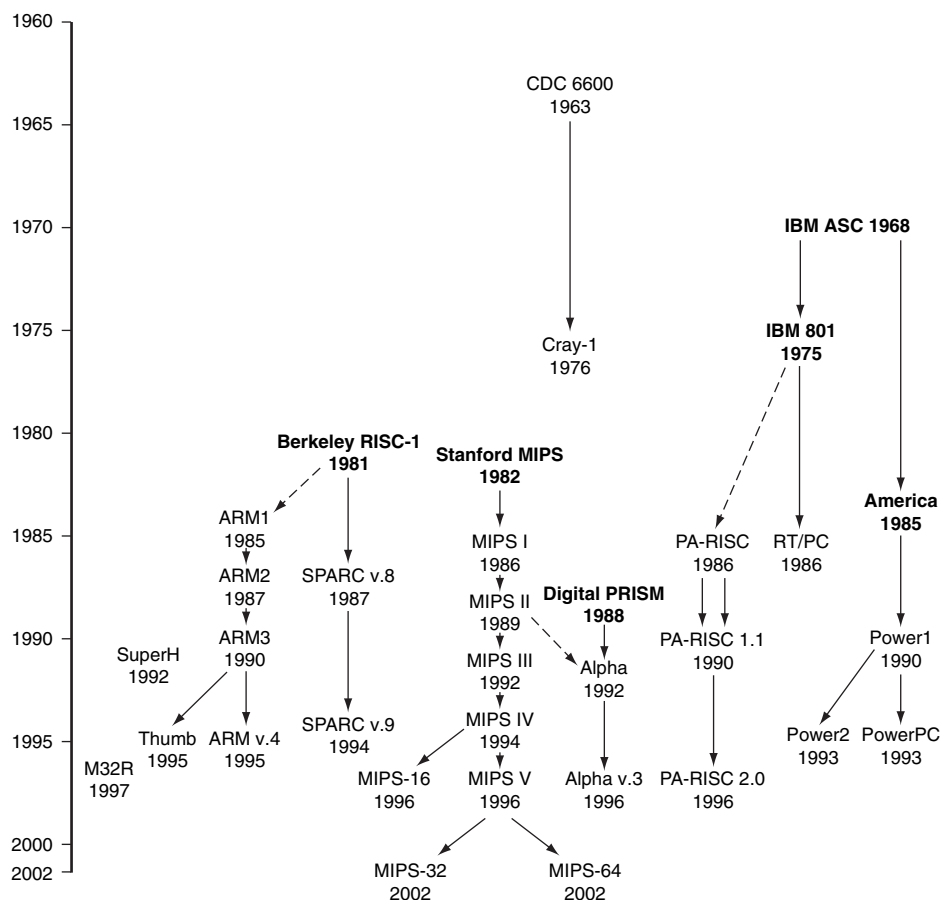 1960
CDC 6600
1963
1965
1970
IBM ASC 1968
1975
IBM 801
1975
Cray-1
1976
1980
Berkeley RISC-1
1981
Stanford MIPS
1982
America
1985
ARM1
1985
1985
MIPS I
1986
PA-RISC
1986
RT/PC
1986
ARM2
1987
SPARC v.8
1987
MIPS II
1989
Digital PRISM
1988
1990
ARM3
1990
PA-RISC 1.1
1990
Power1
1990
SuperH
1992
MIPS III
1992
Alpha
1992
1995
Thumb
1995
ARM v.4
1995
SPARC v.9
1994
MIPS IV
1994
Power2
1993
PowerPC
1993
M32R
1997
MIPS-16
1996
MIPS V
1996
Alpha v.3
1996
PA-RISC 2.0
1996
2000
2002
MIPS-32
2002
MIPS-64
2002